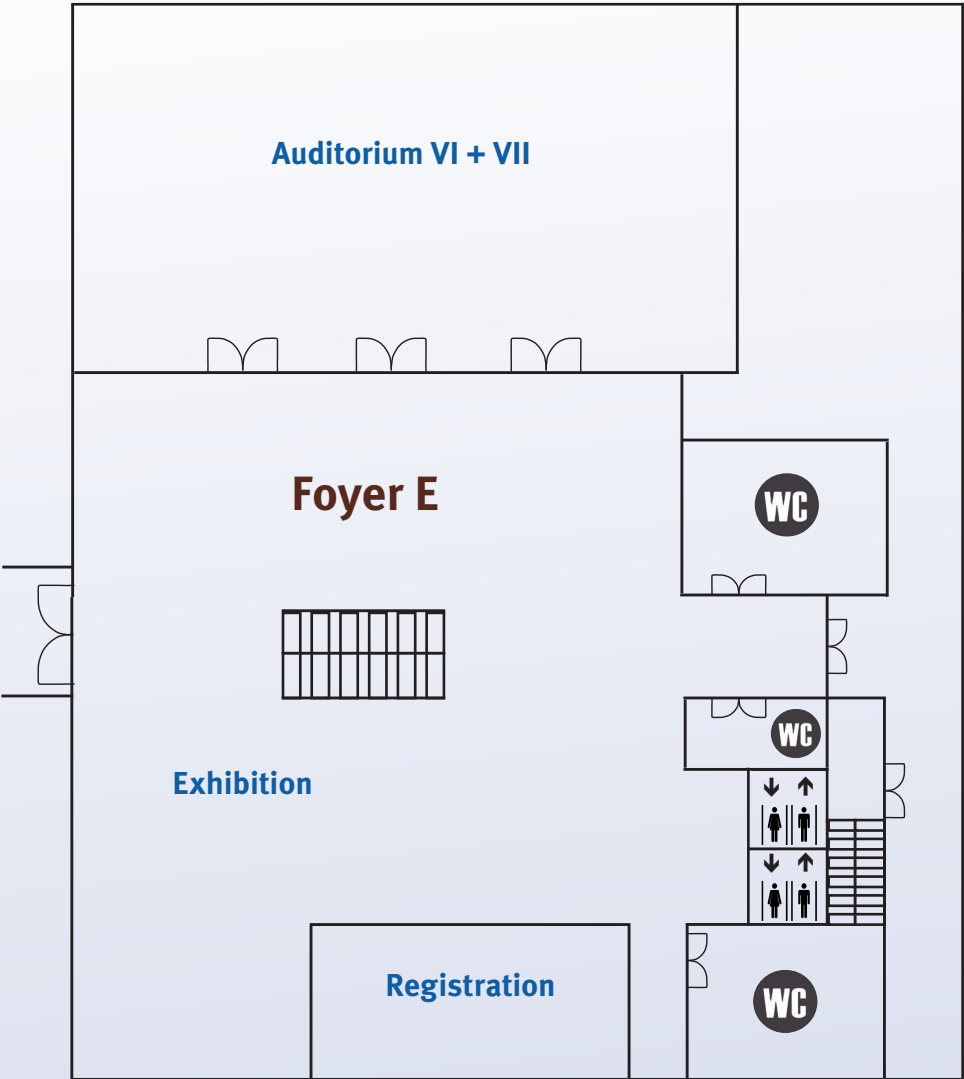 Auditorium VI + VII
Foyer E
WC
WC
Exhibition
Registration
WC